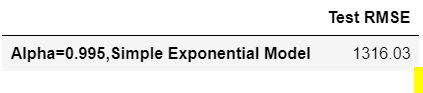 Test RMSE
Alpha=0.995,Simple Exponential Model 1316.03